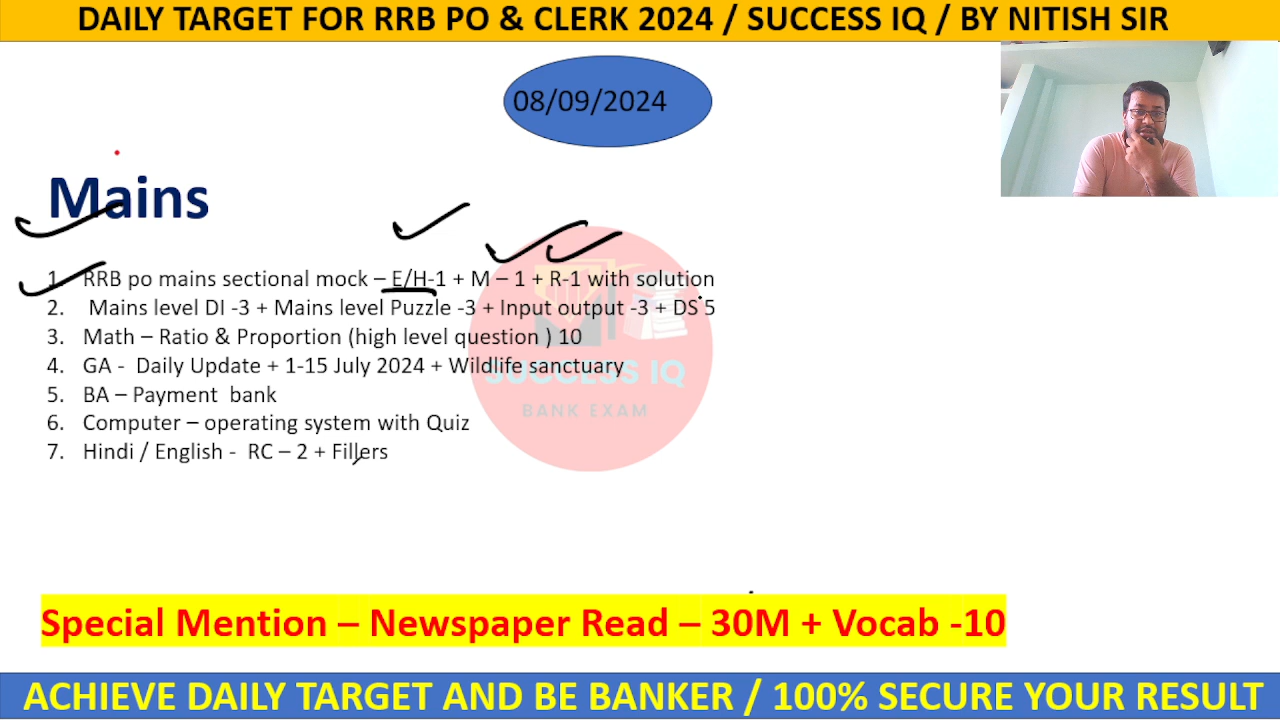 DAILY TARGET FOR RRB PO & CLERK 2024 / SUCCESS IQ / BY NITISH SIR
08/09/2024
Mains
1. RRB po mains sectional mock – E/H-1 + M – 1 + R-1 with solution
2. Mains level DI -3 + Mains level Puzzle -3 + Input output -3 + DS 5
3. Math – Ratio & Proportion (high level question ) 10
4. GA - Daily Update + 1-15 July 2024 + Wildlife sanctuary
5. BA – Payment bank
6. Computer – operating system with Quiz
7. Hindi / English - RC – 2 + Fillers
SUCCESS IQ
BANK EXAM
Special Mention – Newspaper Read – 30M + Vocab -10
ACHIEVE DAILY TARGET AND BE BANKER / 100% SECURE YOUR RESULT